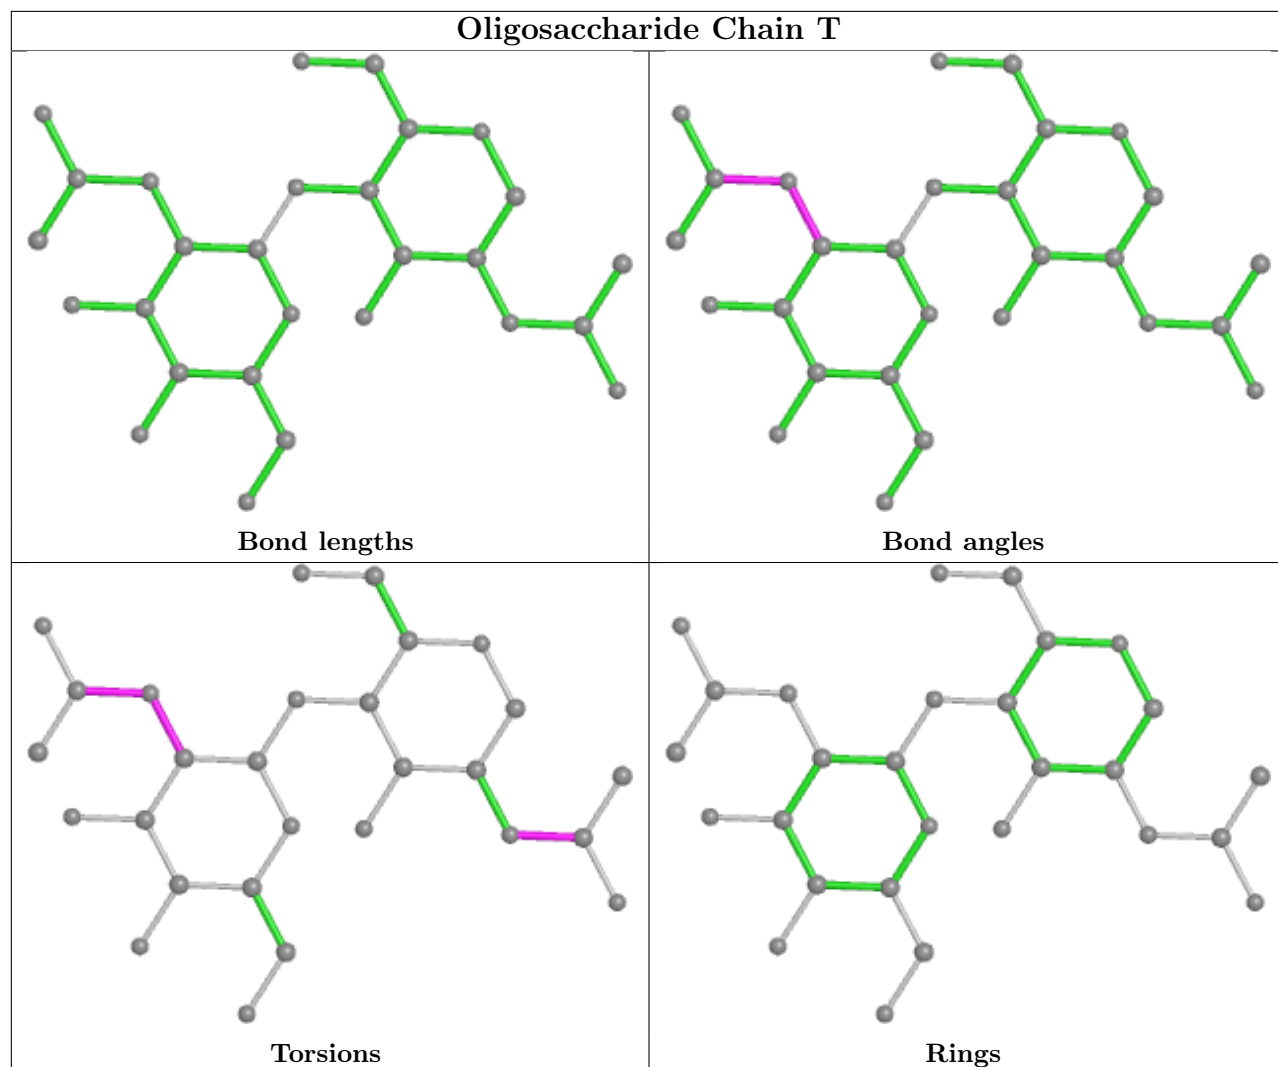 Oligosaccharide Chain T
Bond lengths
Bond angles
Torsions
Rings